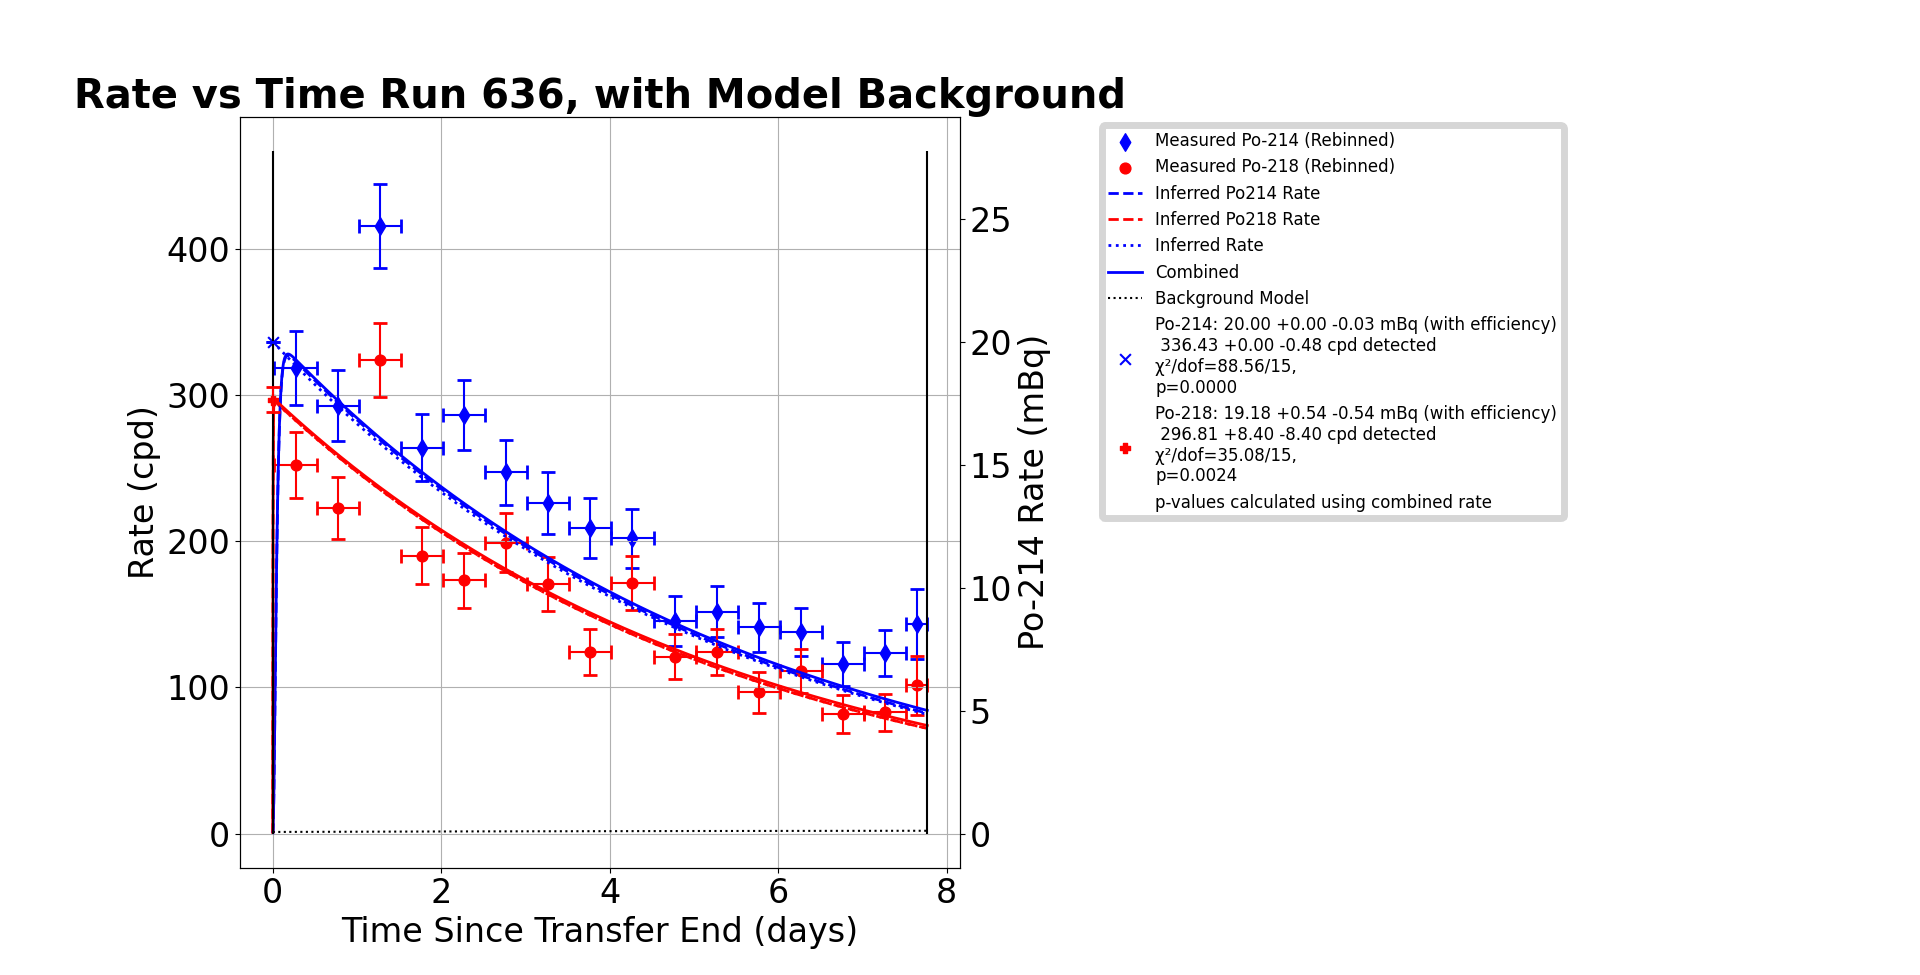 Rate vs Time Run 636, with Model Background
Rate (cpd)
400
300
200
100
0
0 2 4 6 8
Time Since Transfer End (days)
25
20
15
10
5
0
Po-214 Rate (mBq)
Measured Po-214 (Rebinned)
Measured Po-218 (Rebinned)
Inferred Po214 Rate
Inferred Po218 Rate
Inferred Rate
Combined
Background Model
Po-214: 20.00 +0.00 -0.03 mBq (with efficiency)
336.43 +0.00 -0.48 cpd detected
χ²/dof=88.56/15,
p=0.0000
Po-218: 19.18 +0.54 -0.54 mBq (with efficiency)
296.81 +8.40 -8.40 cpd detected
χ²/dof=35.08/15,
p=0.0024
p-values calculated using combined rate